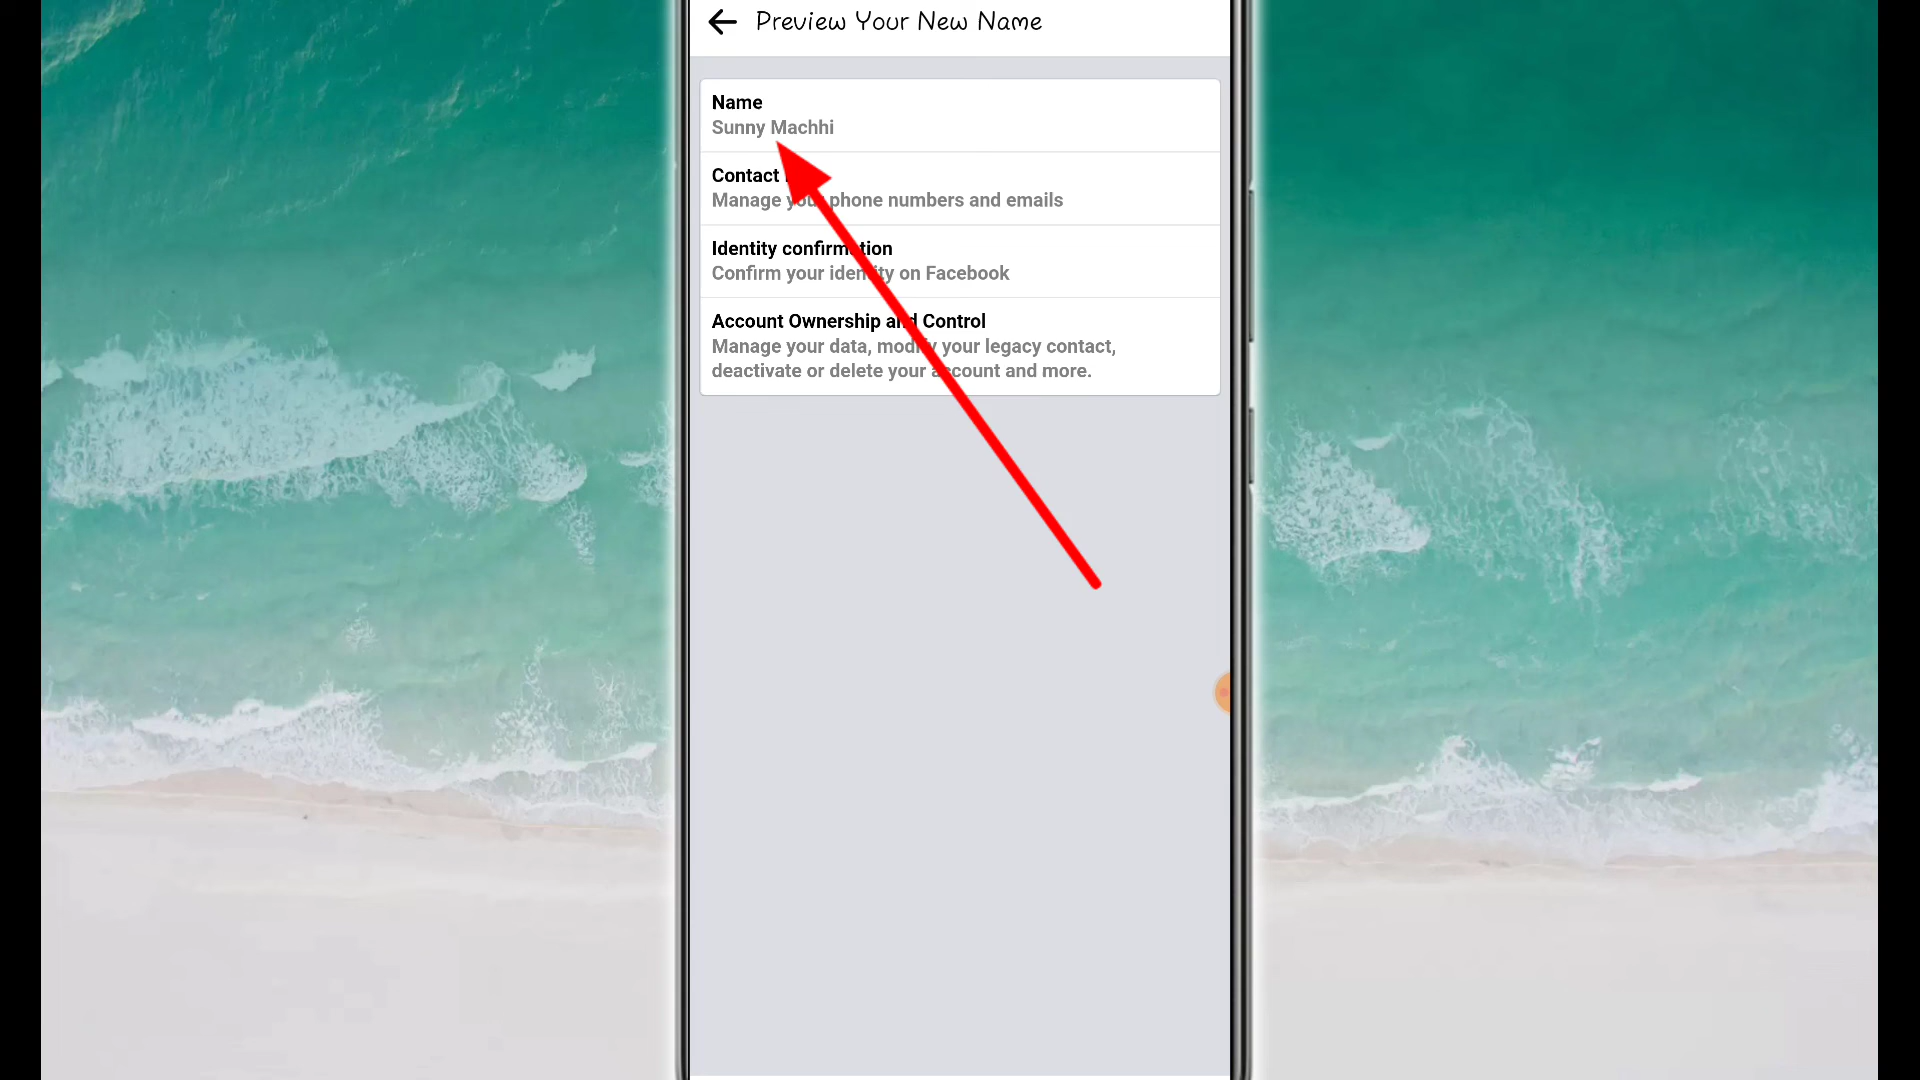 Preview Your New Name
Name
Sunny Machhi
Contact
Manage your phone numbers and emails
Identity confirmation
Confirm your identity on Facebook
Account Ownership and Control
Manage your data, modify your legacy contact,
deactivate or delete your account and more.